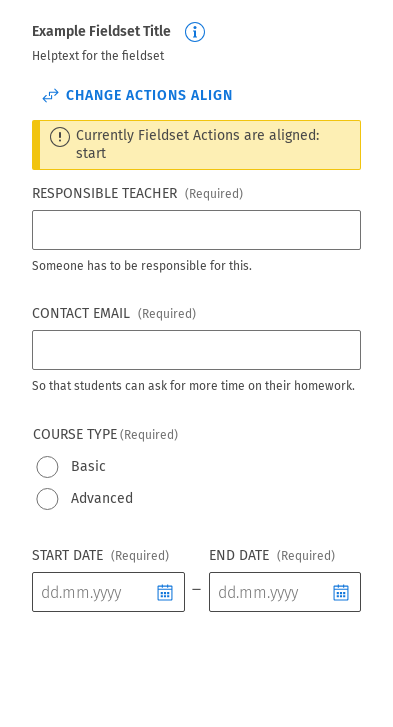 Example Fieldset Title
Helptext for the fieldset
CHANGE ACTIONS ALIGN
Currently Fieldset Actions are aligned:
start
RESPONSIBLE TEACHER (Required)
Someone has to be responsible for this.
CONTACT EMAIL (Required)
So that students can ask for more time on their homework.
COURSE TYPE (Required)
Basic
Advanced
START DATE (Required) END DATE (Required)
dd.mm.yyyy – dd.mm.yyyy